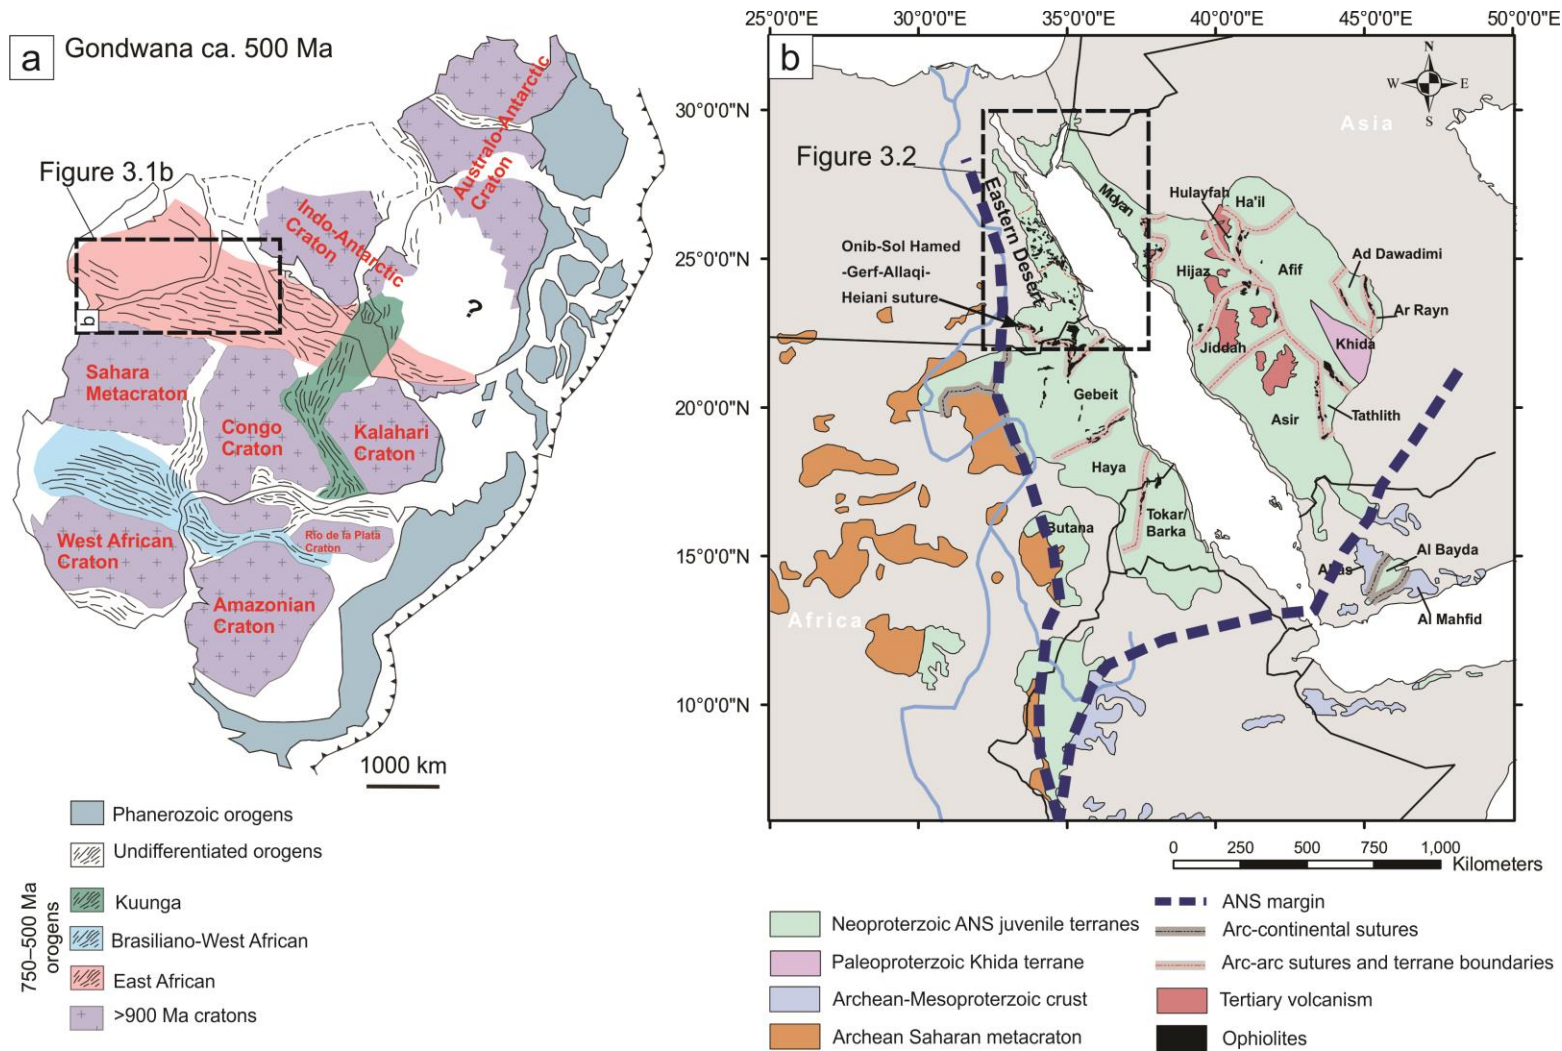 a
Gondwana ca. 500 Ma
Figure 3.1b
b
Australo-Antarctic
Craton
Indo-Antarctic
Craton
?
Sahara
Metacraton
Congo
Craton
Kalahari
Craton
West African
Craton
Rio de la Plata
Craton
Amazonian
Craton
1000 km
Phanerozoic orogens
Undifferentiated orogens
750–500 Ma
orogens
Kuunga
Brasiliano-West African
East African
>900 Ma cratons
25°0'0"E
30°0'0"E
35°0'0"E
40°0'0"E
45°0'0"E
50°0'0"E
b
30°0'0"N
25°0'0"N
20°0'0"N
15°0'0"N
10°0'0"N
N
W
E
S
Asia
Figure 3.2
Eastern Desert
Midyan
Hulayfah
Ha'il
Onib-Sol Hamed
-Gerf-Allaqi-
Heiani suture
Hijaz
Afif
Ad Dawadimi
Ar Rayn
Jiddah
Khida
Gebeit
Asir
Tathlith
Haya
Tokar/
Barka
Butana
Al Bayda
Al Mahfid
Africa
0
250
500
750
1,000
Kilometers
Neoproterzoic ANS juvenile terranes
Paleoproterzoic Khida terrane
Archean-Mesoproterzoic crust
Archean Saharan metacraton
ANS margin
Arc-continental sutures
Arc-arc sutures and terrane boundaries
Tertiary volcanism
Ophiolites